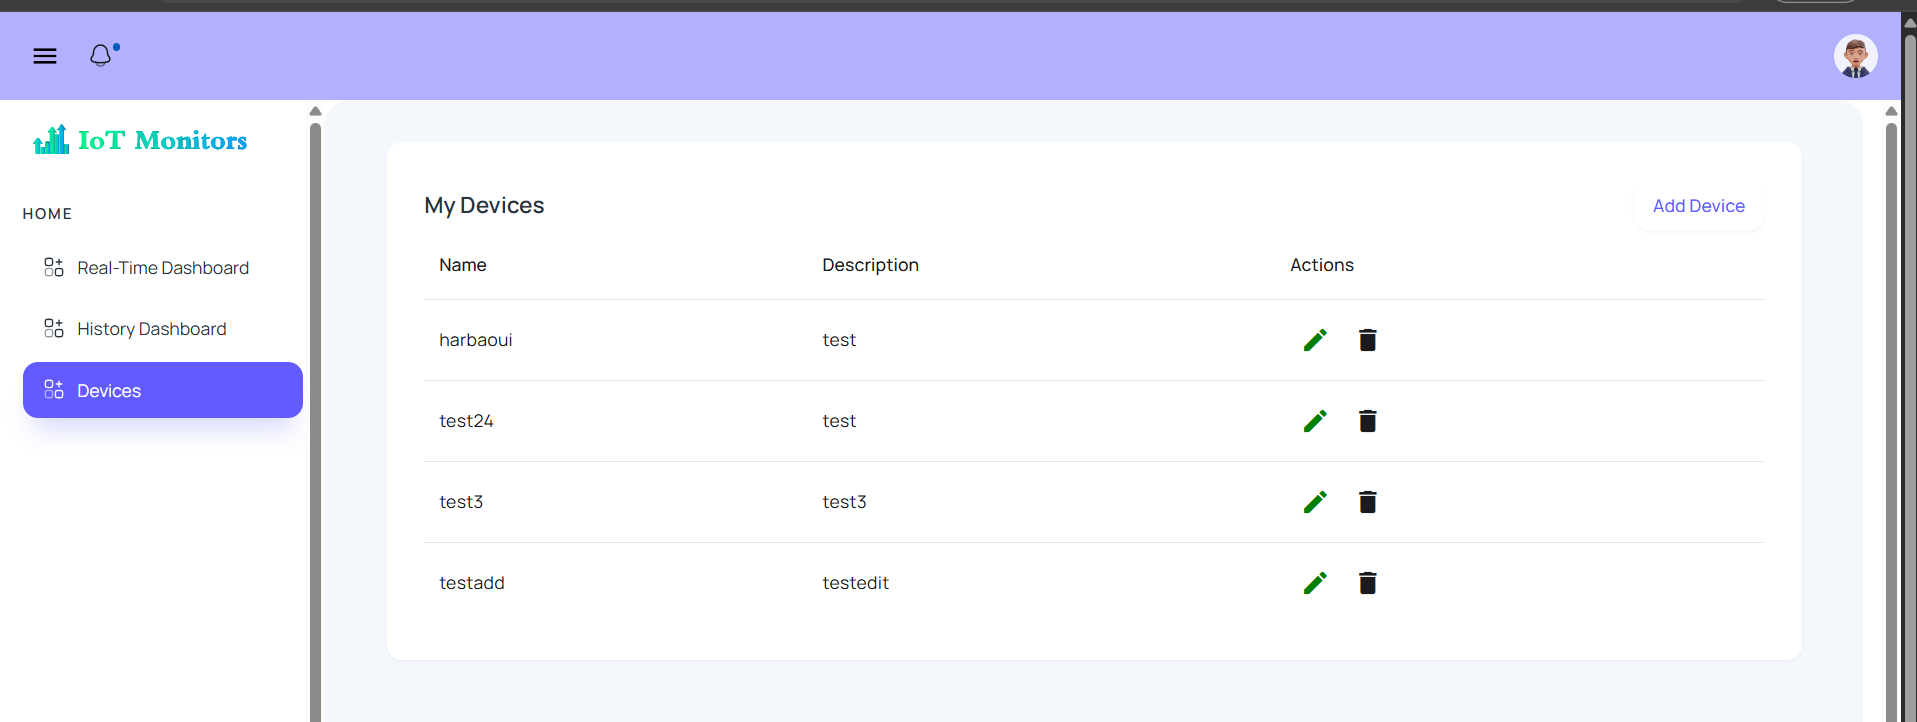 IoT Monitors
HOME
Real-Time Dashboard
History Dashboard
Devices
My Devices
Add Device
Name Description Actions
harbaoui test
test24 test
test3 test3
testadd testedit